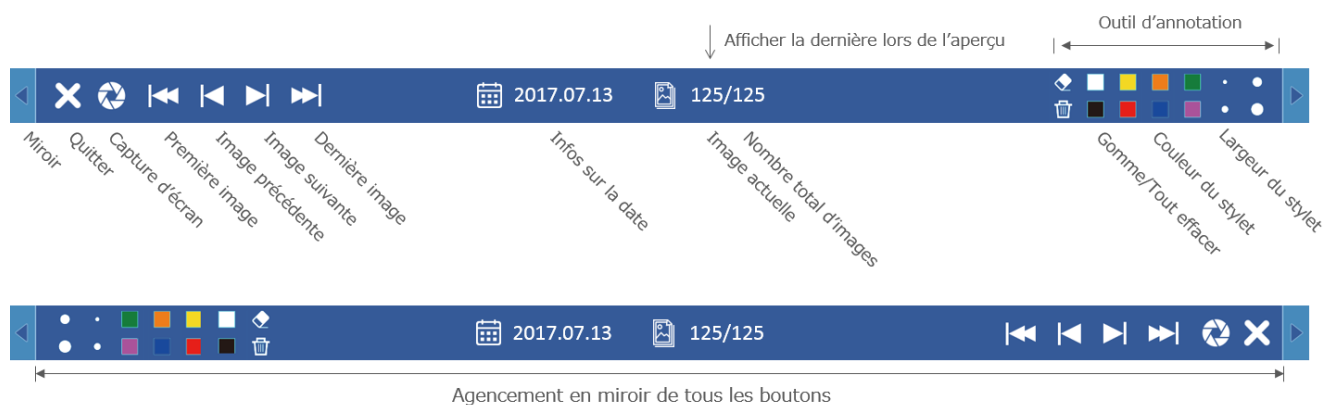 Outil d'annotation
Afficher la dernière lors de l'aperçu
2017.07.13
125/125
Miroir
Quitter
Capture d'écran
Première image
Image précédente
Image suivante
Dernière image
Infos sur la date
Image actuelle
Nombre total d'images
Gomme/Tout effacer
Couleur du stylet
Largeur du stylet
2017.07.13
125/125
Agencement en miroir de tous les boutons